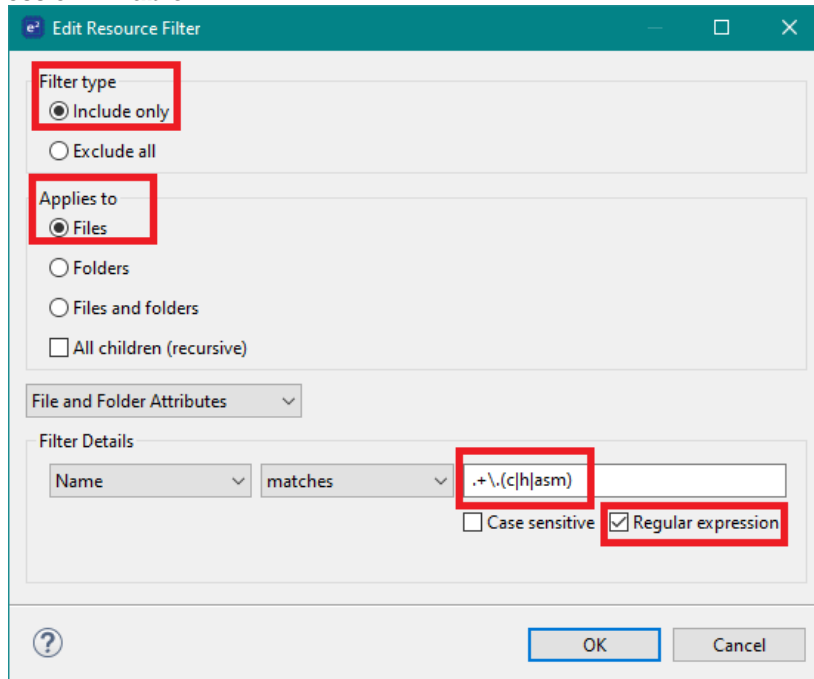 e² Edit Resource Filter
Filter type
Include only
Exclude all
Applies to
Files
Folders
Files and folders
All children (recursive)
File and Folder Attributes
Filter Details
Name matches .+\.(c|h|asm)
Case sensitive Regular expression
? OK Cancel